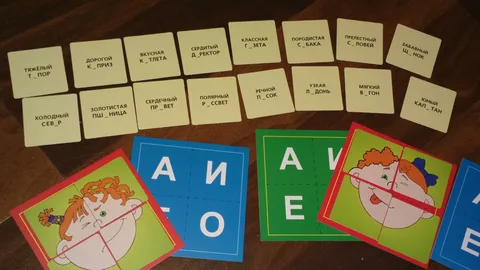 ТЯЖЁЛЫЙ
Т_ПОР
ДОРОГОЙ
К_ПРИЗ
ВКУСНАЯ
К_ТЛЕТА
СЕРДИТЫЙ
Д_РЕКТОР
КЛАССНАЯ
Г_ЗЕТА
ПОРОДИСТАЯ
С_БАКА
ПРЕЛЕСТНЫЙ
С_ЛОВЕЙ
ЗАБАВНЫЙ
Щ_НОК
ХОЛОДНЫЙ
СЕВ_Р
ЗОЛОТИСТАЯ
ПШ_НИЦА
СЕРДЕЧНЫЙ
ПР_ВЕТ
ПОЛЯРНЫЙ
Р_ССВЕТ
РЕЧНОЙ
П_СОК
УЗКАЯ
Л_ДОНЬ
МЯГКИЙ
В_ГОН
ЮНЫЙ
КАП_ТАН
А И
О
А И
Е
А
Е